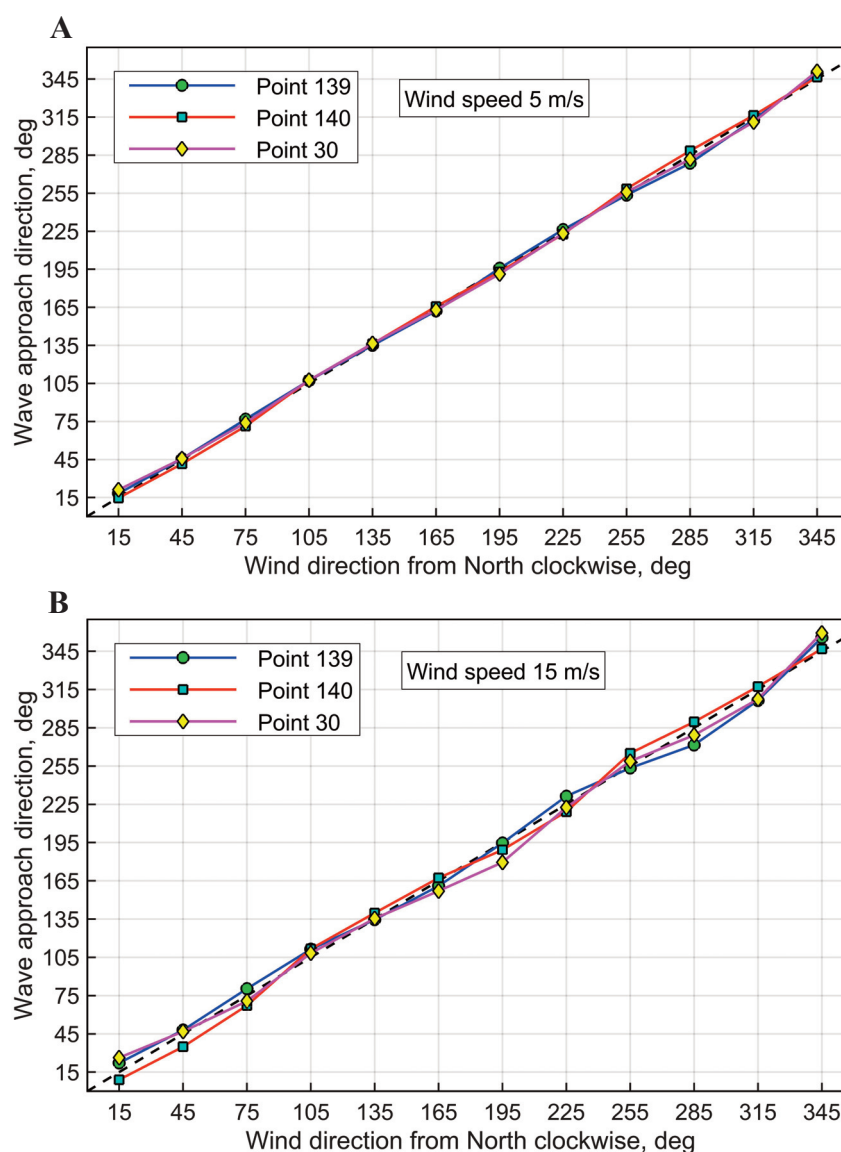 A
345
315
285
255
225
195
165
135
105
75
45
15
Wave approach direction, deg
Point 139
Point 140
Point 30
Wind speed 5 m/s
15 45 75 105 135 165 195 225 255 285 315 345
Wind direction from North clockwise, deg
B
345
315
285
255
225
195
165
135
105
75
45
15
Wave approach direction, deg
Point 139
Point 140
Point 30
Wind speed 15 m/s
15 45 75 105 135 165 195 225 255 285 315 345
Wind direction from North clockwise, deg